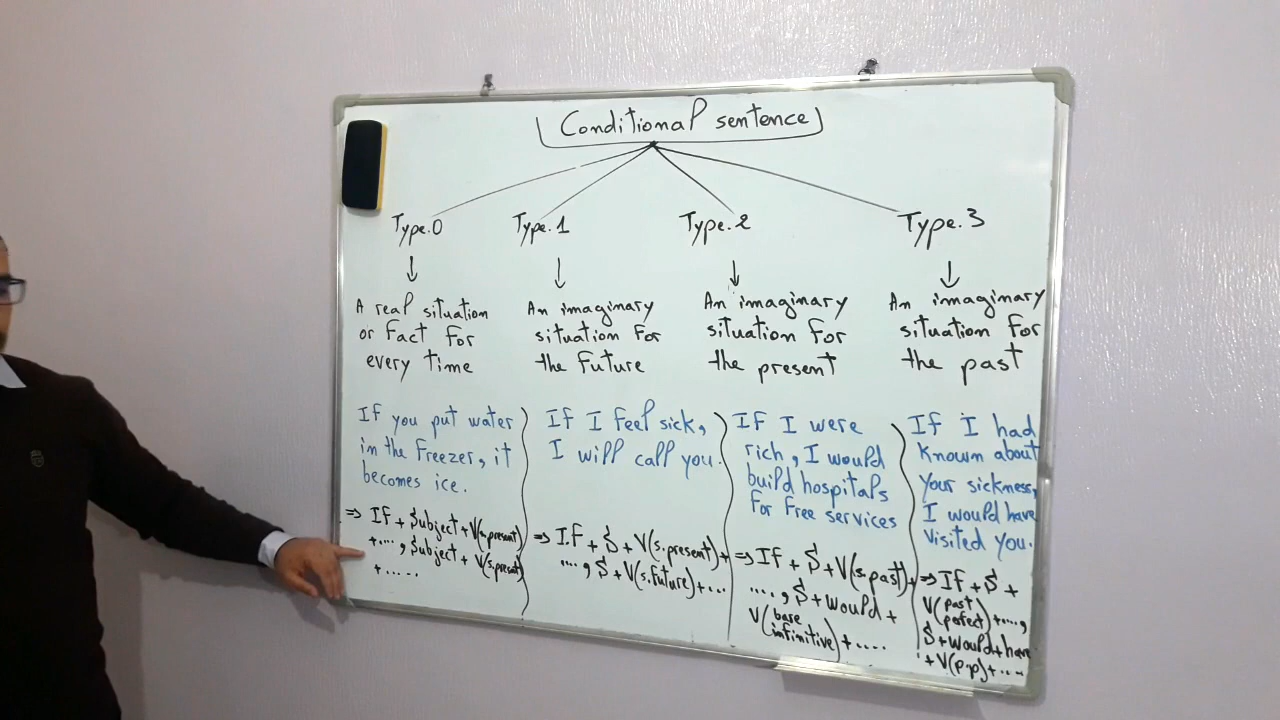 Conditional sentence
Type.0
Type.1
Type.2
Type.3
A real situation
or fact for
every time
An imaginary
situation for
the future
An imaginary
situation for
the present
An imaginary
situation for
the past
If you put water
in the freezer, it
becomes ice.
If I feel sick,
I will call you.
If I were
rich, I would
build hospitals
for free services
If I had
known about
your sickness,
I would have
visited you.
⇒ If + Subject + V(s.present)
+...., Subject + V(s.present)
+.....
⇒ If + S + V(s.present) +
...., S + V(s.future) + ...
⇒ If + S + V(s.past) +
...., S + would +
V(base infinitive) + ....
⇒ If + S +
V(past perfect) + ....,
S + would + have
+ V(p.p) + ....